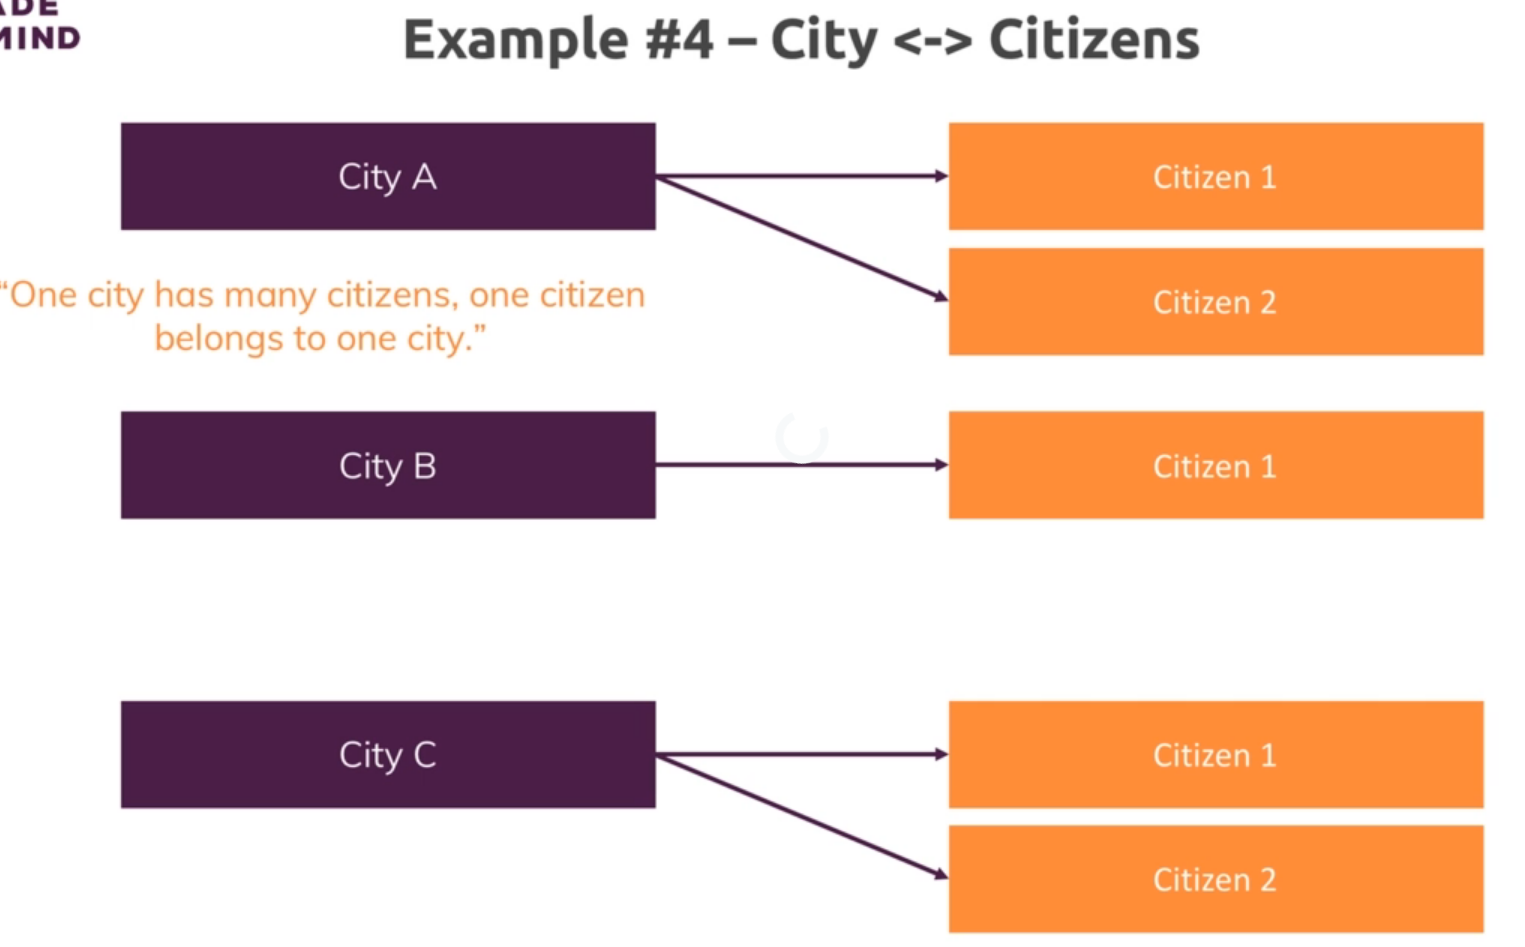 ADE
MIND
Example #4 – City <-> Citizens
City A
Citizen 1
Citizen 2
“One city has many citizens, one citizen
belongs to one city.”
City B
Citizen 1
City C
Citizen 1
Citizen 2